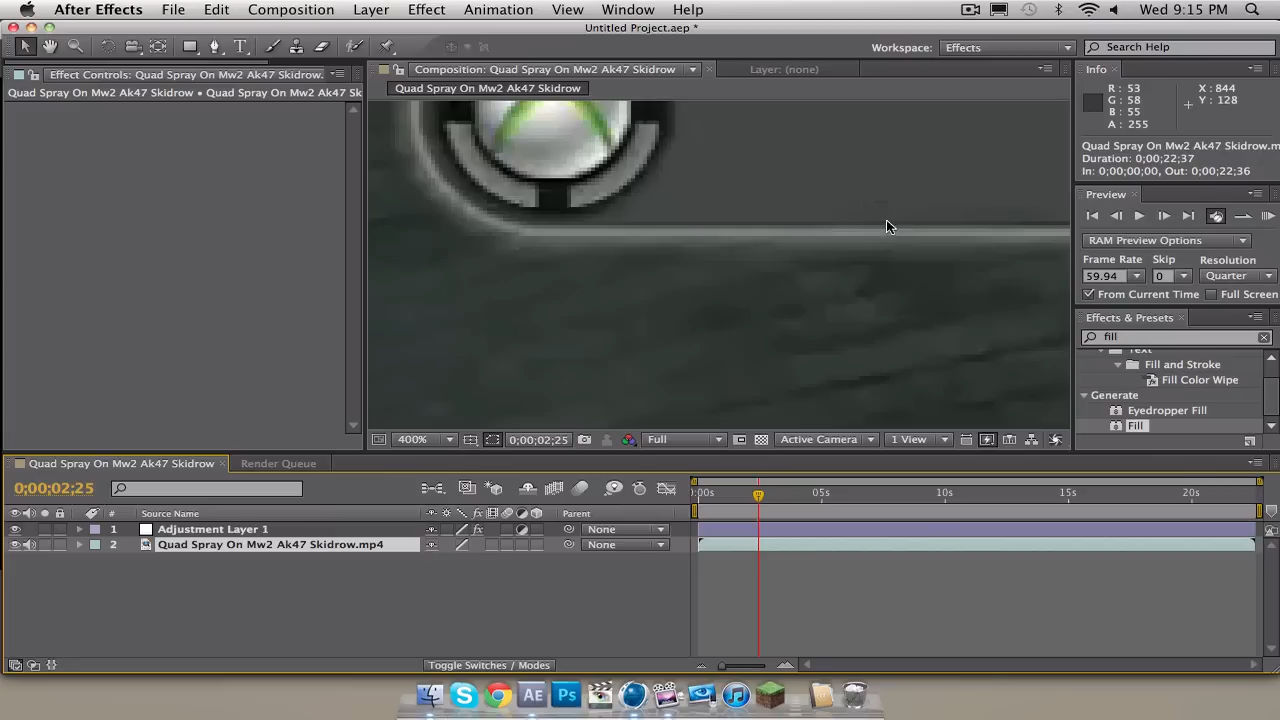 After Effects File Edit Composition Layer Effect Animation View Window Help Wed 9:15 PM
Untitled Project.aep *
Workspace: Effects Search Help
Effect Controls: Quad Spray On Mw2 Ak47 Skidrow. Composition: Quad Spray On Mw2 Ak47 Skidrow Layer: (none) Info
Quad Spray On Mw2 Ak47 Skidrow • Quad Spray On Mw2 Ak47 Sk Quad Spray On Mw2 Ak47 Skidrow
R: 53 X: 844
G: 58 Y: 128
B: 55
A: 255
Quad Spray On Mw2 Ak47 Skidrow.m
Duration: 0;00;22;37
In: 0;00;00;00, Out: 0;00;22;36
Preview
RAM Preview Options
Frame Rate Skip Resolution
59.94 0 Quarter
From Current Time Full Screen
Effects & Presets
fill
Text
Fill and Stroke
Fill Color Wipe
Generate
Eyedropper Fill
Fill
400% 0;00;02;25 Full Active Camera 1 View
Quad Spray On Mw2 Ak47 Skidrow Render Queue
0;00;02;25
:00s 05s 10s 15s 20s
# Source Name Parent
1 Adjustment Layer 1 None
2 Quad Spray On Mw2 Ak47 Skidrow.mp4 None
Toggle Switches / Modes
AE Ps